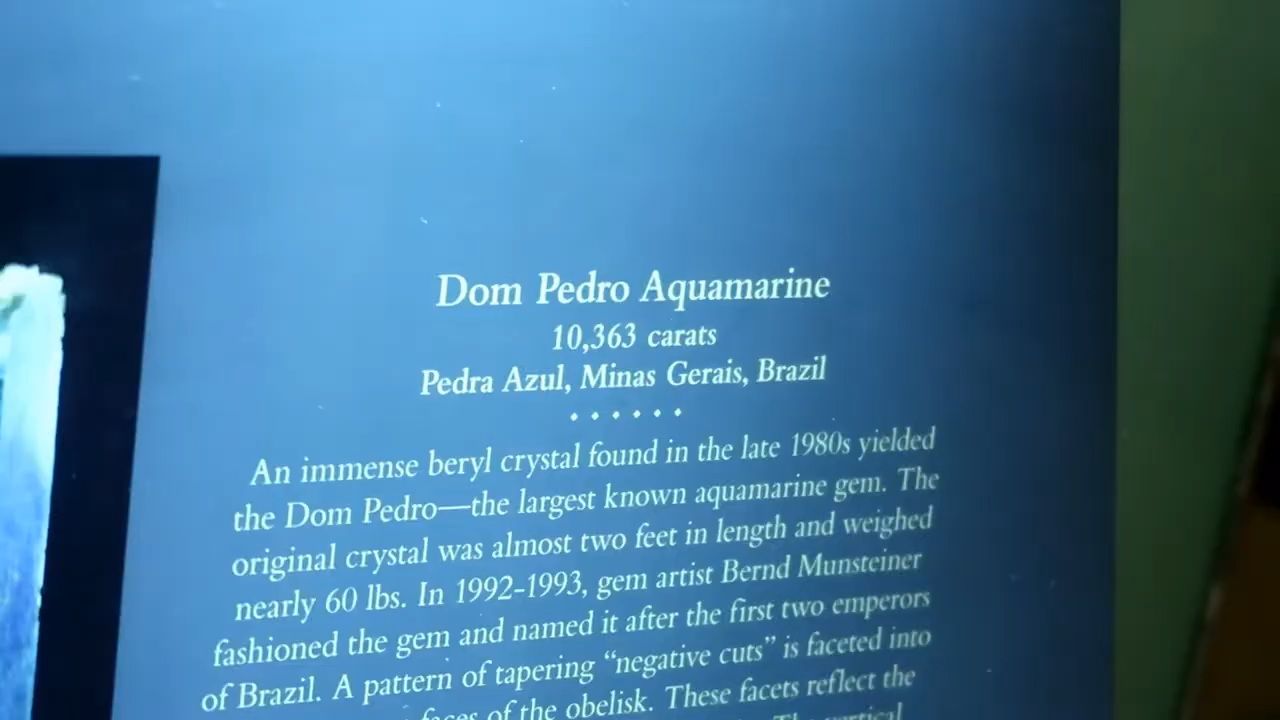 Dom Pedro Aquamarine
10,363 carats
Pedra Azul, Minas Gerais, Brazil
An immense beryl crystal found in the late 1980s yielded
the Dom Pedro—the largest known aquamarine gem. The
original crystal was almost two feet in length and weighed
nearly 60 lbs. In 1992-1993, gem artist Bernd Munsteiner
fashioned the gem and named it after the first two emperors
of Brazil. A pattern of tapering “negative cuts” is faceted into
faces of the obelisk. These facets reflect the
The vertical